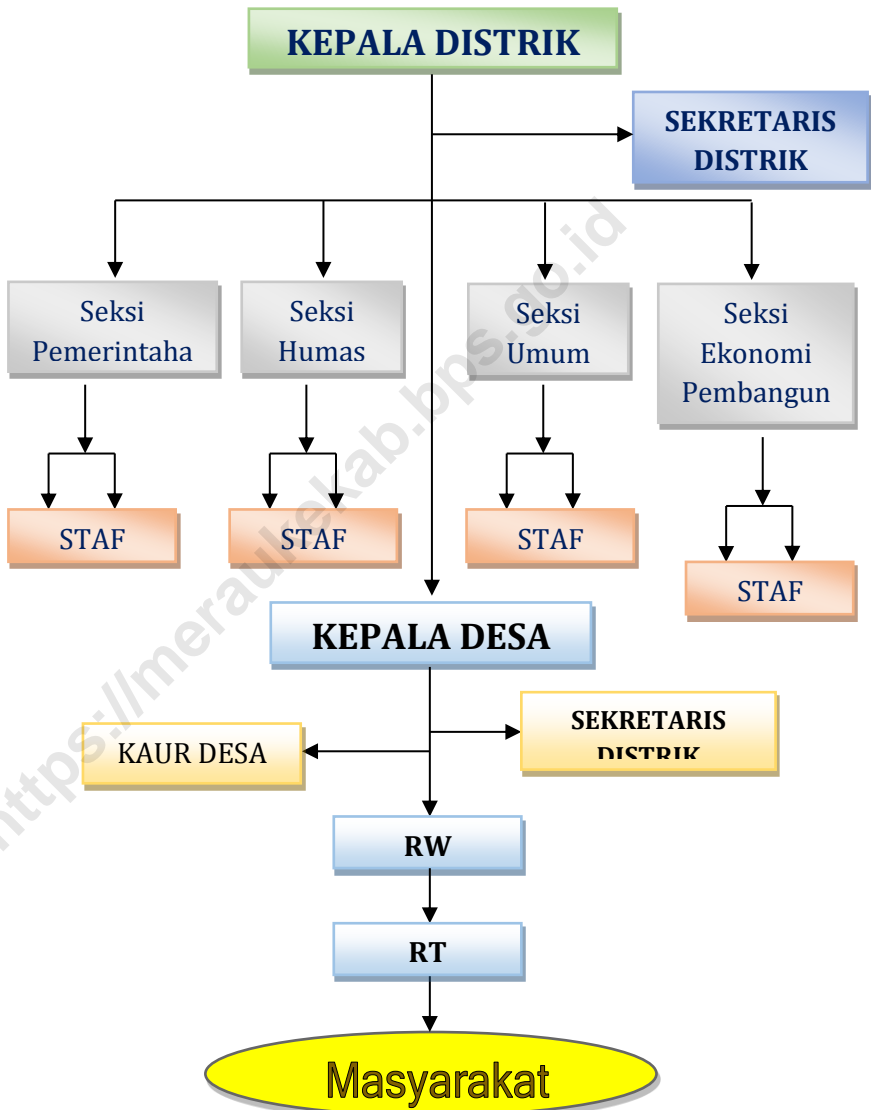 KEPALA DISTRIK
SEKRETARIS
DISTRIK
Seksi
Pemerintaha
Seksi
Humas
Seksi
Umum
Seksi
Ekonomi
Pembangun
STAF
STAF
STAF
STAF
KEPALA DESA
SEKRETARIS
DISTRIK
KAUR DESA
RW
RT
Masyarakat
https://meraukekab.bps.go.id